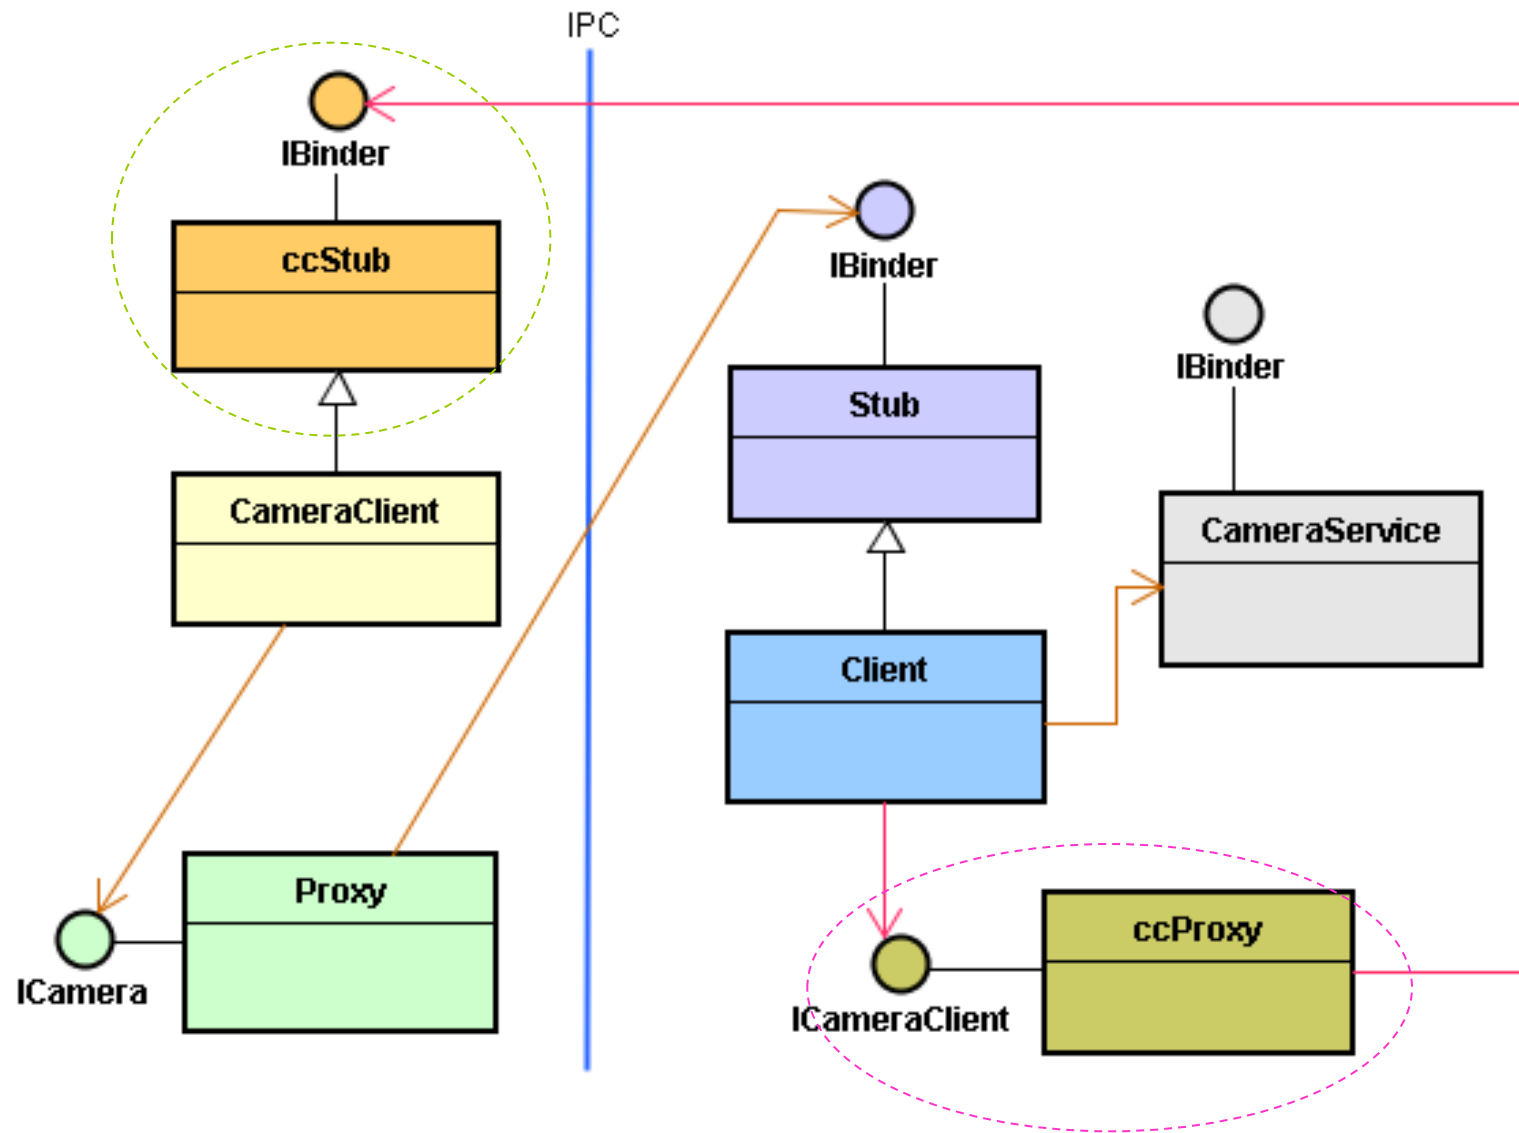 IPC
IBinder
ccStub
IBinder
IBinder
Stub
CameraClient
CameraService
Client
Proxy
ccProxy
ICamera
ICameraClient